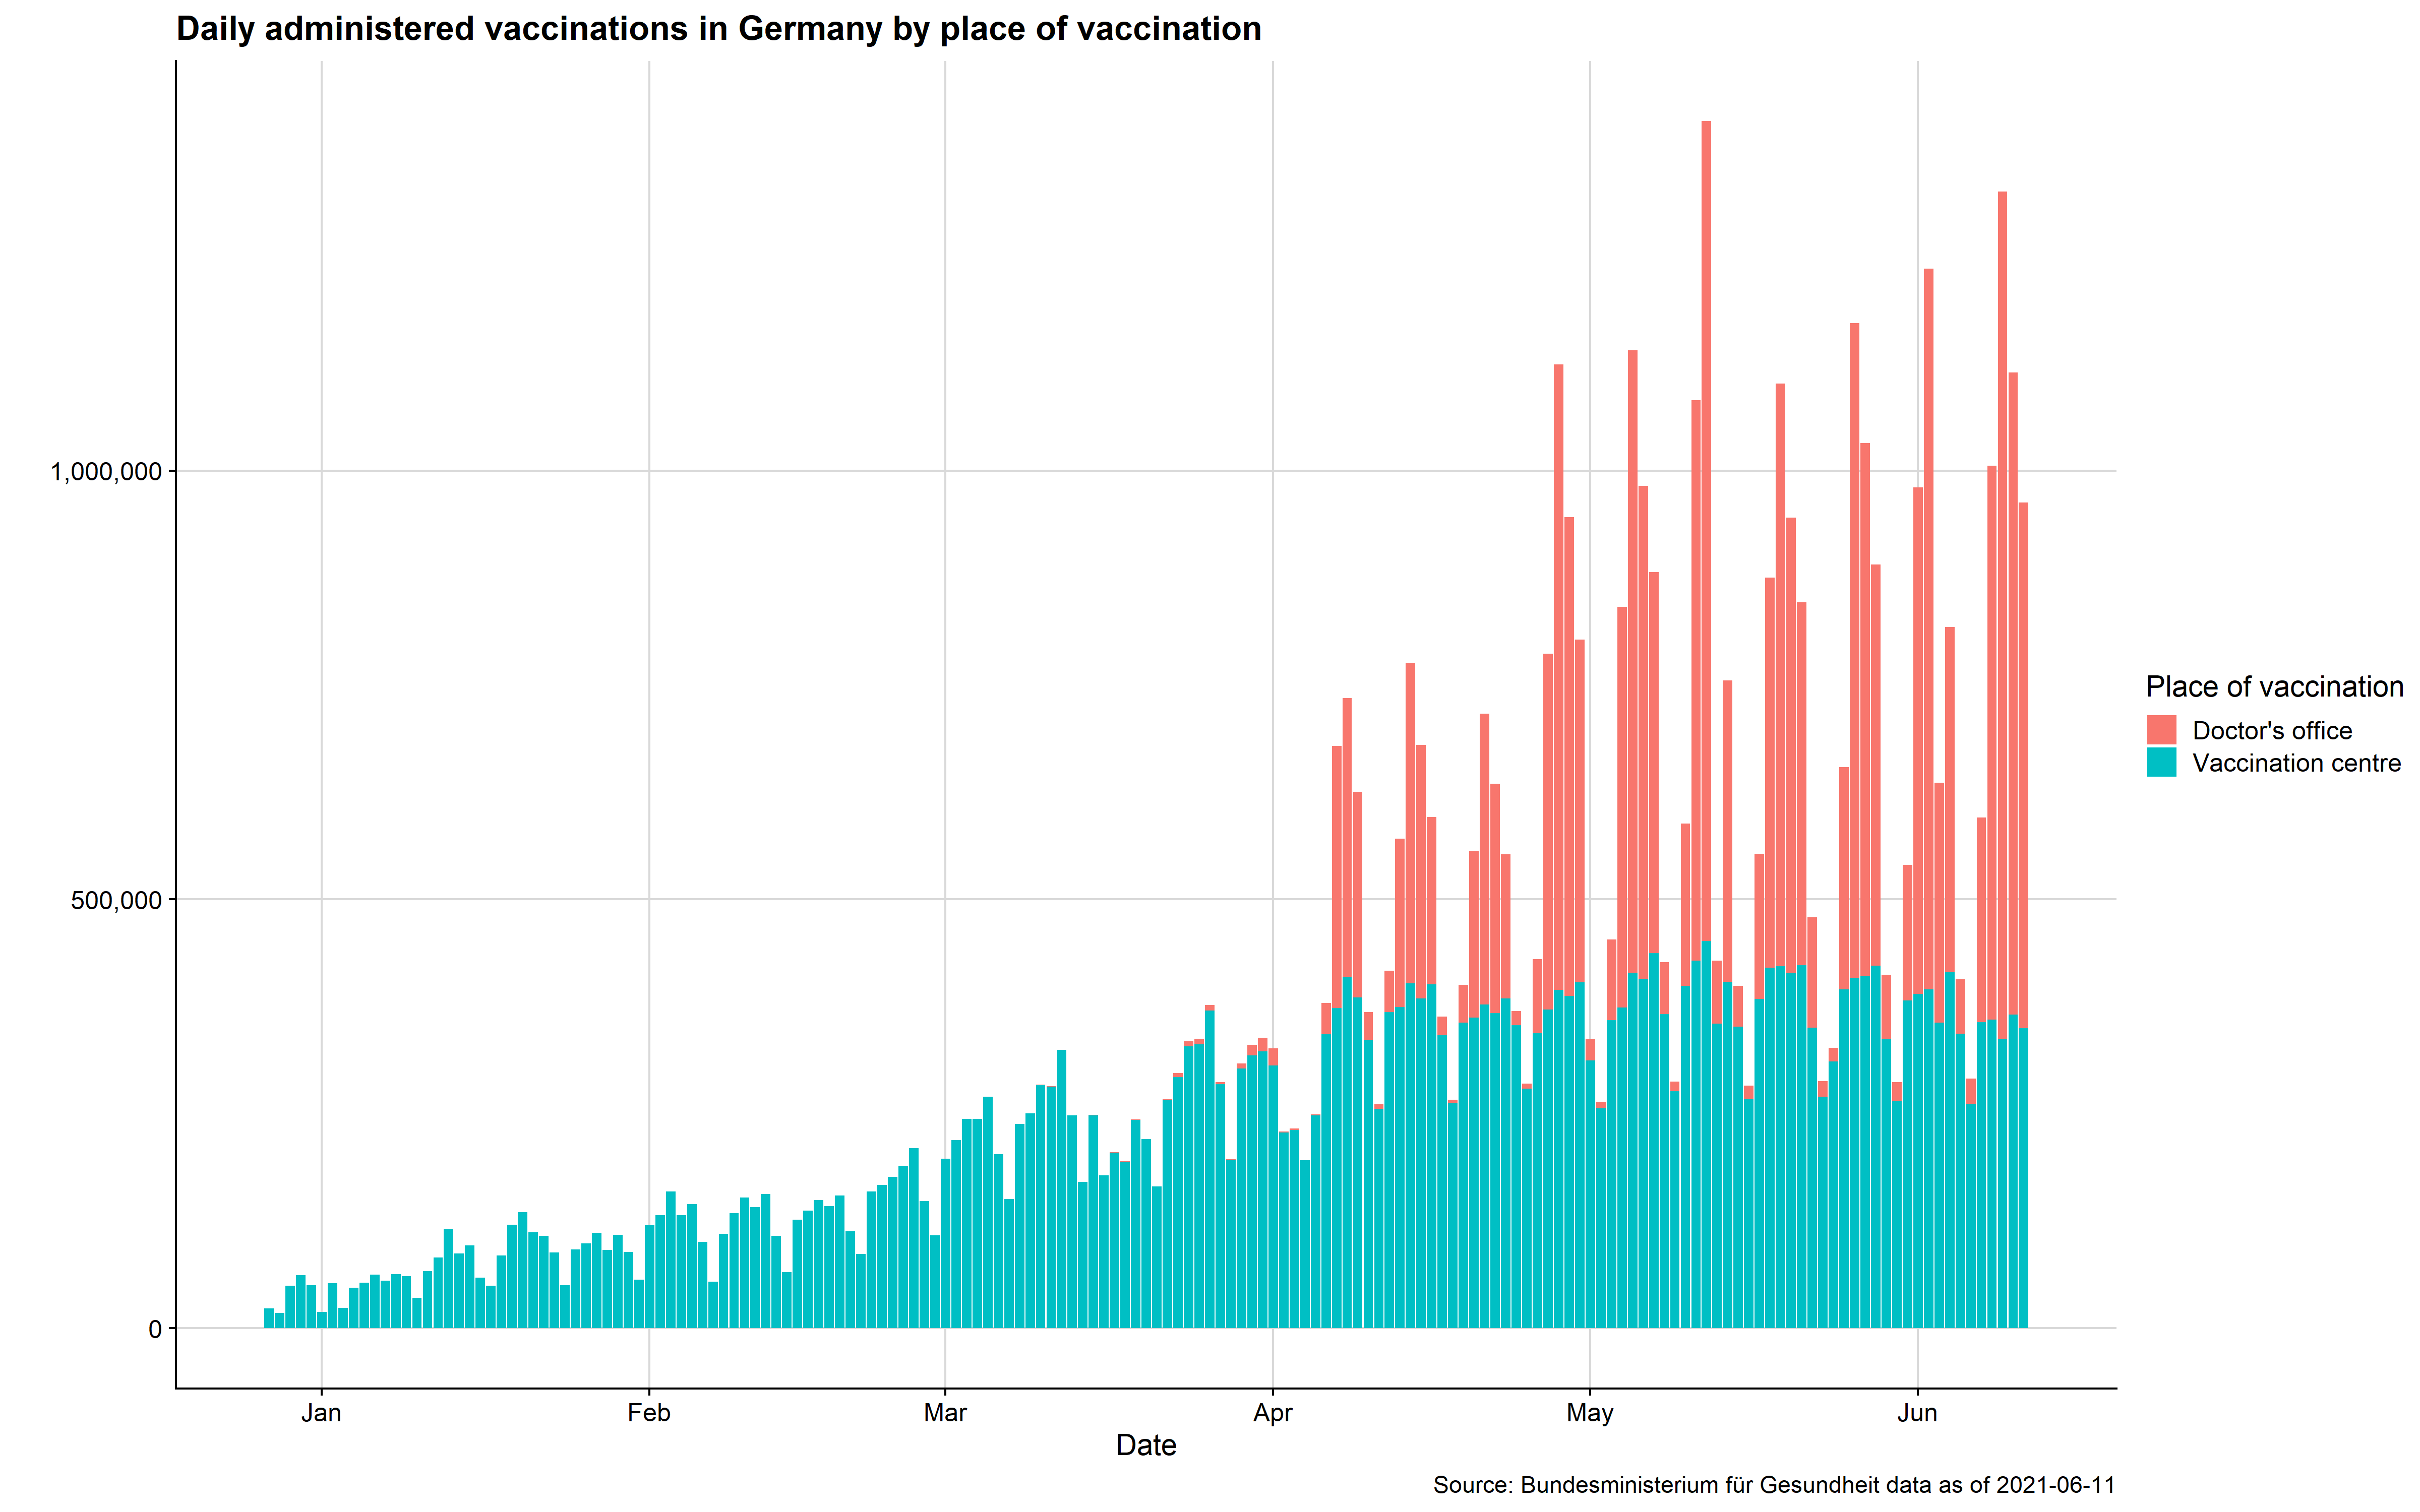 Daily administered vaccinations in Germany by place of vaccination
1,000,000
500,000
0
Jan Feb Mar Apr May Jun
Date
Place of vaccination
Doctor's office
Vaccination centre
Source: Bundesministerium für Gesundheit data as of 2021-06-11